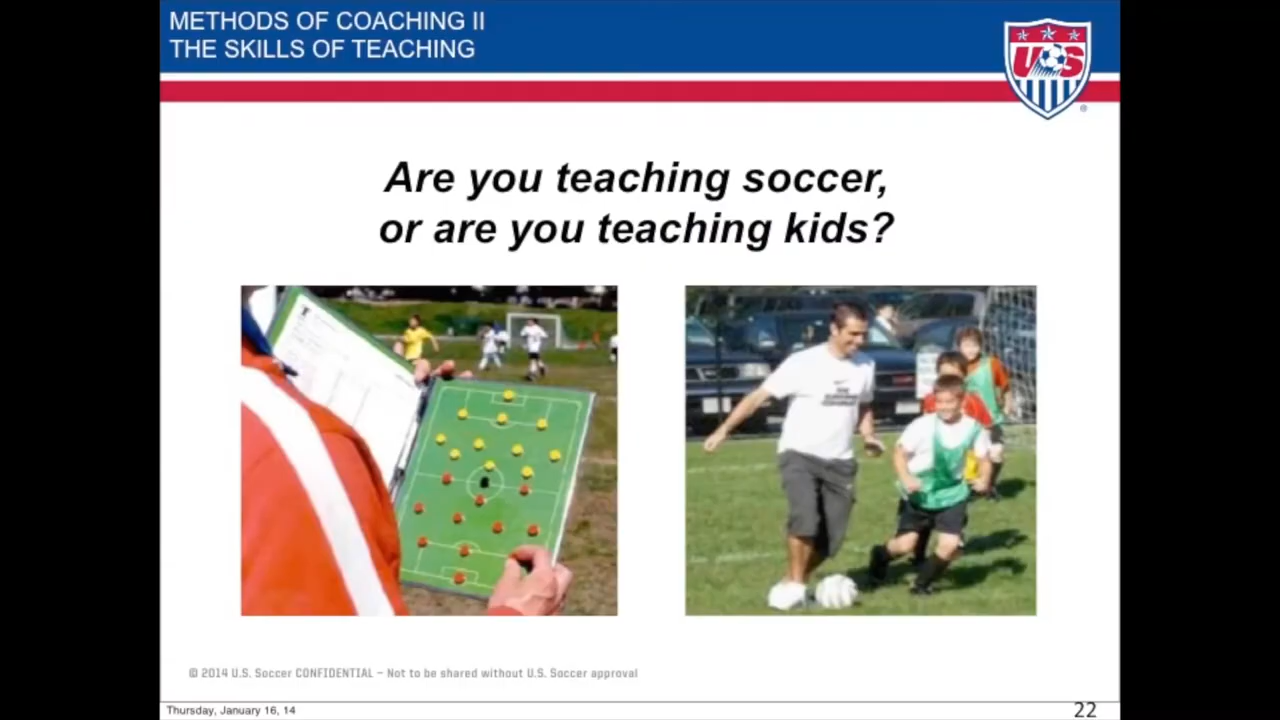 METHODS OF COACHING II
THE SKILLS OF TEACHING
US
®
Are you teaching soccer,
or are you teaching kids?
© 2014 U.S. Soccer CONFIDENTIAL – Not to be shared without U.S. Soccer approval
Thursday, January 16, 14
22